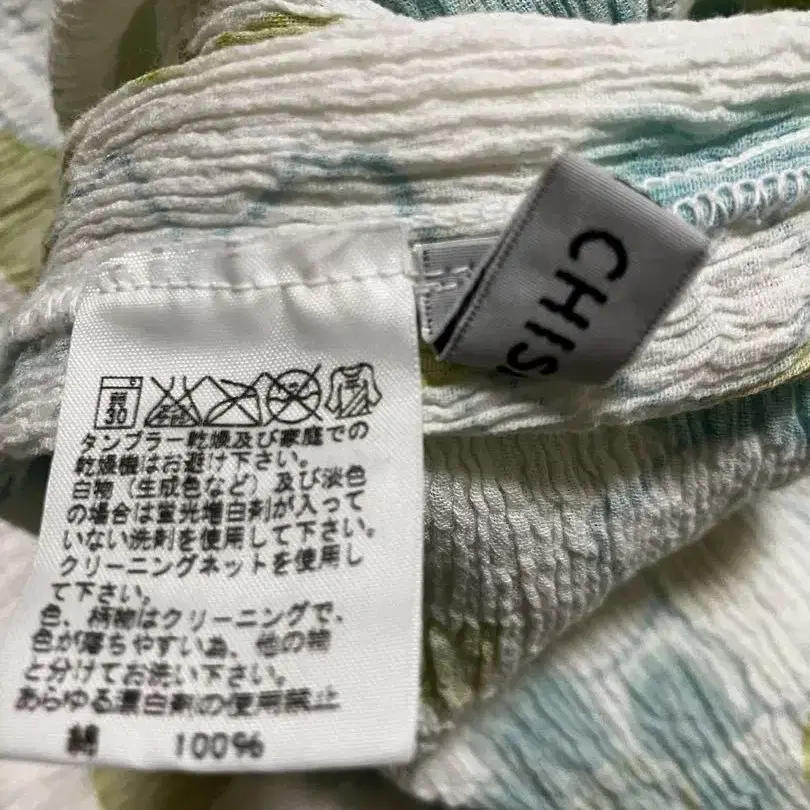 CHIS
弱
30
タンブラー乾燥及び家庭での
乾燥機はお避け下さい。
白物（生成色など）及び淡色
の場合は蛍光増白剤が入って
いない洗剤を使用して下さい。
クリーニングネットを使用し
て下さい。
色、柄物はクリーニングで、
色が落ちやすい為、他の物
と分けてお洗い下さい。
あらゆる漂白剤の使用禁止
綿 100%